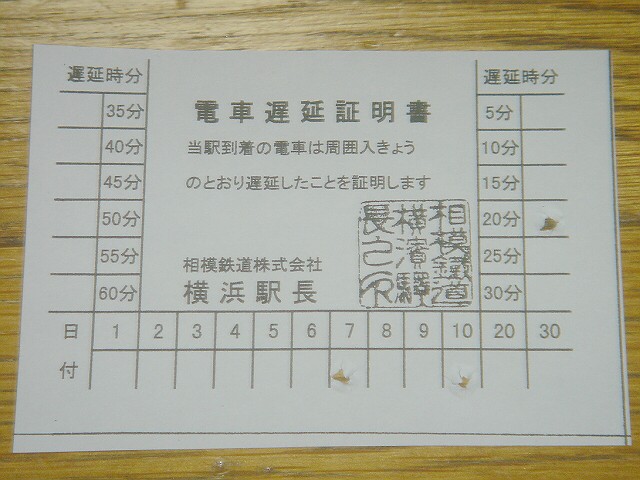 電車遅延証明書
当駅到着の電車は周囲入きょう
のとおり遅延したことを証明します
相模鉄道株式会社
横浜駅長
相模鐵道
横濱驛
長之印
遅延時分
35分
40分
45分
50分
55分
60分
遅延時分
5分
10分
15分
20分
25分
30分
日付 1 2 3 4 5 6 7 8 9 10 20 30